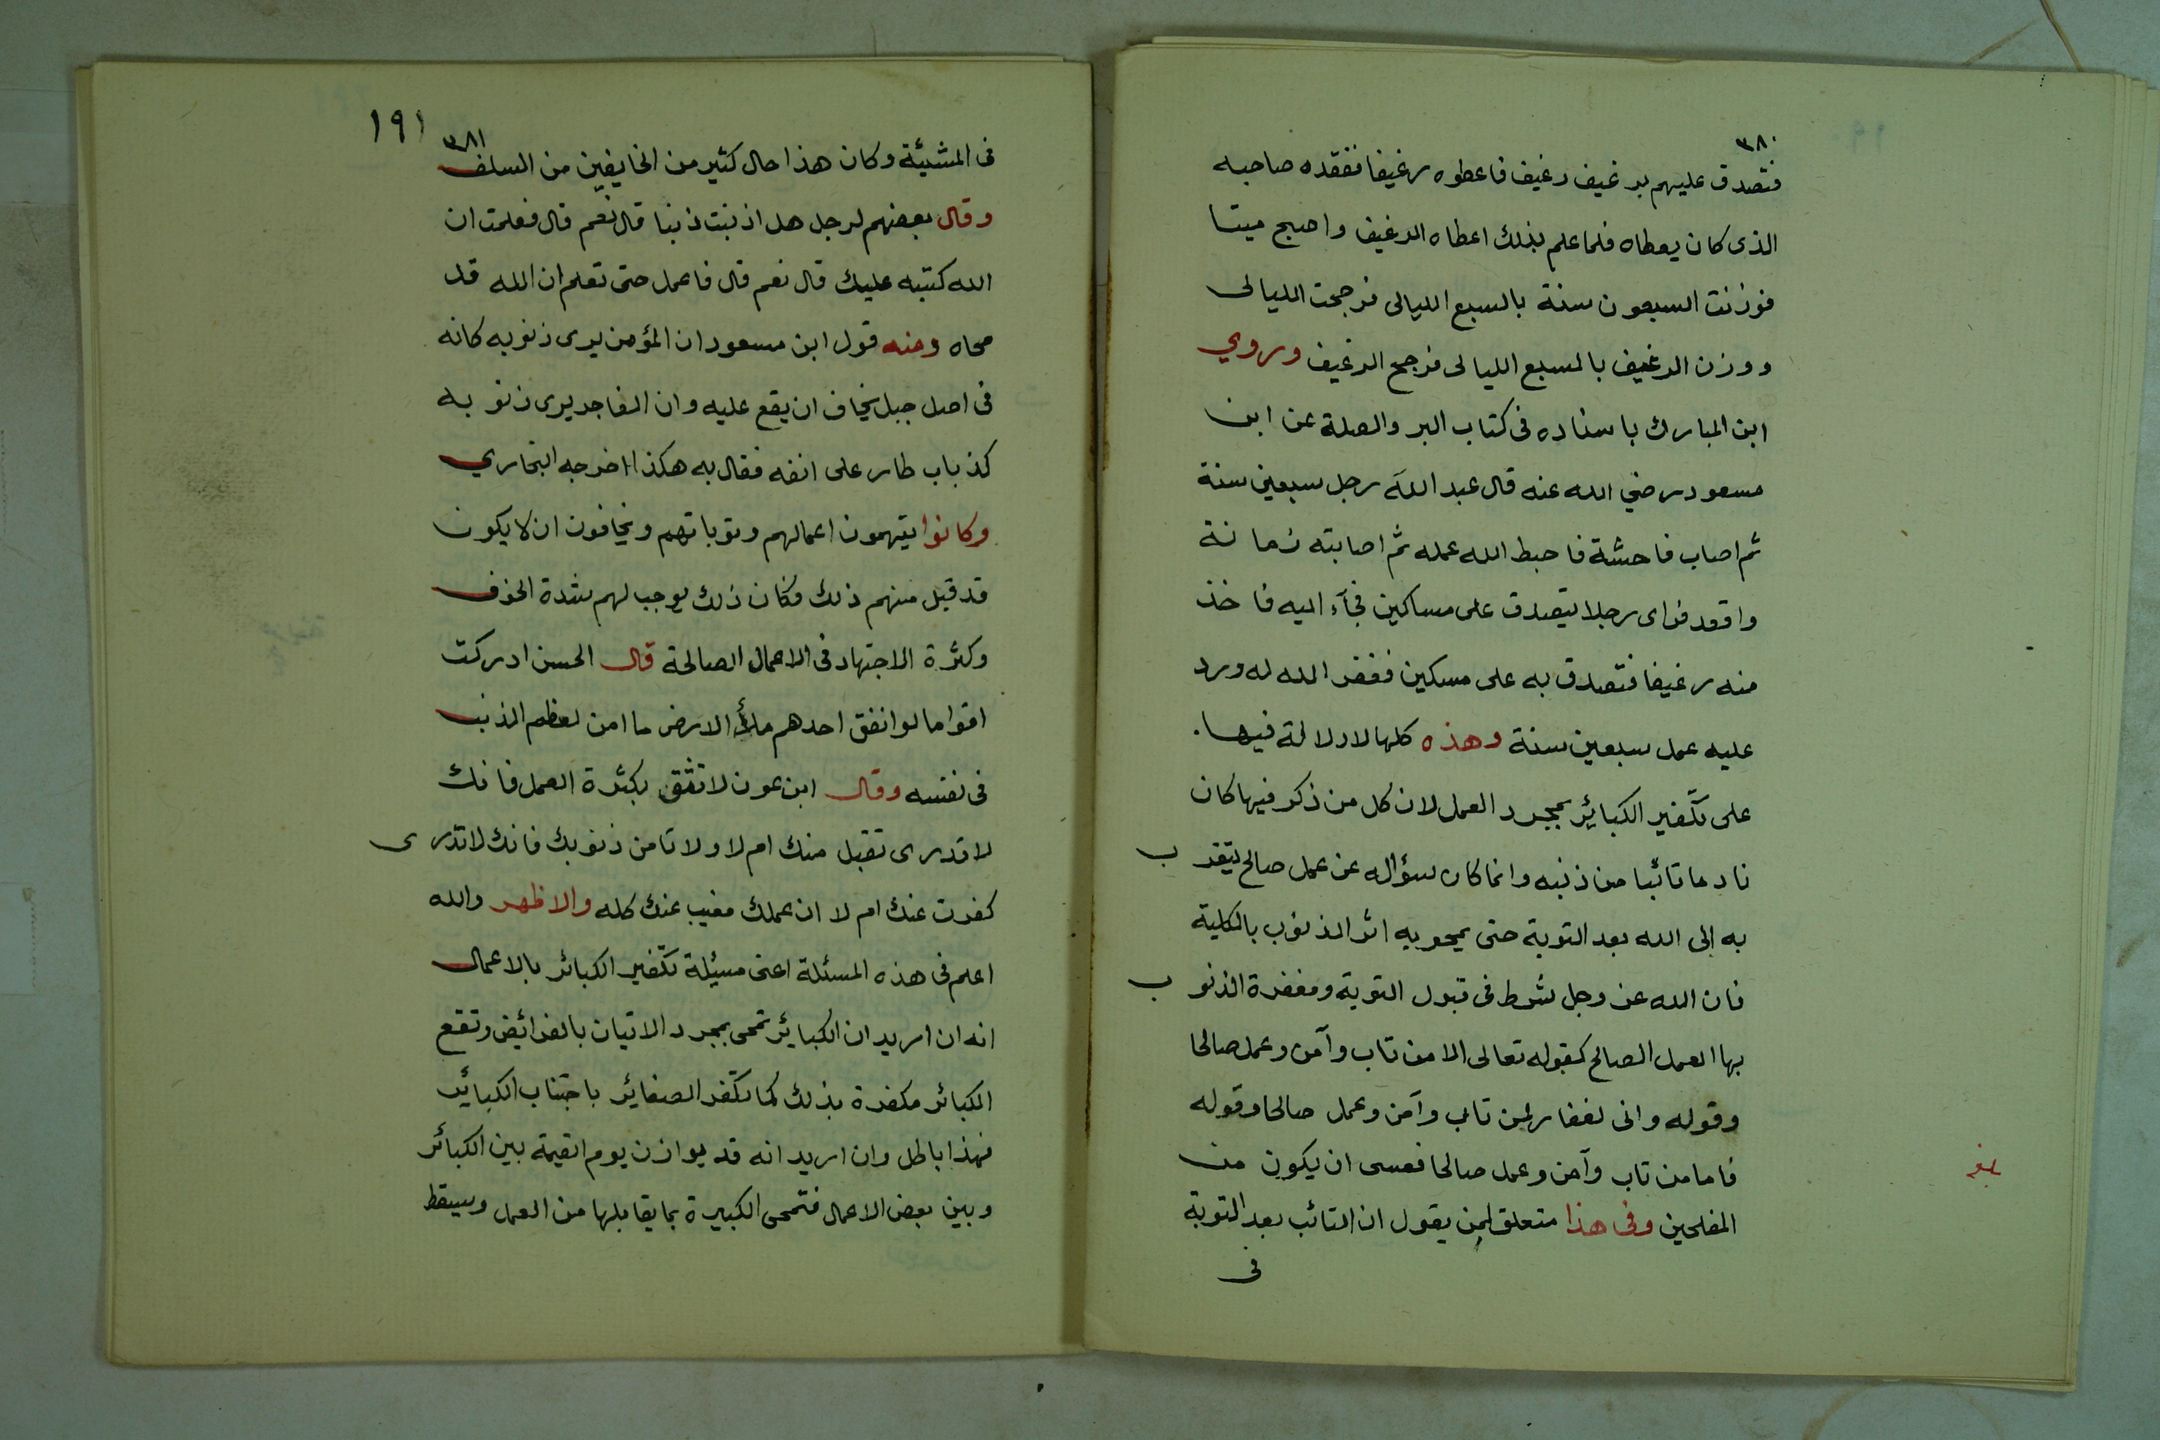 ٣٨٠
فتصدق عليهم برغيف رغيف فاعطوه رغيفا ففقده صاحبه
الذى كان يعطاه فلما علم بذلك اعطاه الرغيف واصبح ميتا
فوزنت السبعون سنة بالسبع الليالى فرجحت الليالى
ووزن الرغيف بالسبع الليالى فرجح الرغيف وروي
ابن المبارك باسناده فى كتاب البر والصلة عن ابن
مسعود رضي الله عنه قال عبد الله رجل سبعين سنة
ثم اصاب فاحشة فاحبط الله عمله ثم اصابته زمانة
واقعد فراى رجلا يتصدق على مساكين فجآء اليه فاخذ
منه رغيفا فتصدق به على مسكين فغفر الله له ورد
عليه عمل سبعين سنة وهذه كلها لا دلالة فيها
على تكفير الكبائر بمجرد العمل لان كل من ذكر فيها كان
نادما تائبا من ذنبه وانما كان سؤاله عن عمل صالح يتقرب
به الى الله بعد التوبة حتى يمحو به اثر الذنوب بالكلية
فان الله عز وجل شرط فى قبول التوبة ومغفرة الذنوب
بها العمل الصالح كقوله تعالى الا من تاب وآمن وعمل صالحا
وقوله وانى لغفار لمن تاب وآمن وعمل صالحا وقوله
فاما من تاب وآمن وعمل صالحا فعسى ان يكون من
المفلحين وفى هذا متعلق لمن يقول ان التائب بعد التوبة
فى
١٩١
٣٨١
فى المشيئة وكان هذا حال كثير من الخايفين من السلف
وقال بعضهم لرجل هل اذنبت ذنبا قال نعم قال فعلمت ان
الله كتبه عليك قال نعم قال فاعمل حتى تعلم ان الله قد
محاه ومنه قول ابن مسعود ان المؤمن يرى ذنوبه كانه
فى اصل جبل يخاف ان يقع عليه وان الفاجر يرى ذنوبه
كذباب طار على انفه فقال به هكذا اخرجه البخاري
وكانوا يتهمون اعمالهم وتوباتهم ويخافون ان لا يكون
قد قبل منهم ذلك فكان ذلك يوجب لهم شدة الخوف
وكثرة الاجتهاد فى الاعمال الصالحة قال الحسن ادركت
اقواما لو انفق احدهم ملأ الارض ما امن لعظم الذنب
فى نفسه وقال ابن عون لا تثق بكثرة العمل فانك
لا تدرى تقبل منك ام لا ولا تامن ذنوبك فانك لا تدرى
كفرت عنك ام لا ان عملك مغيب عنك كله والاظهر والله
اعلم فى هذه المسئلة اعنى مسئلة تكفير الكبائر بالاعمال
انه ان اريد ان الكبائر تمحى بمجرد الاتيان بالفرائض وتقع
الكبائر مكفرة بذلك كما تكفر الصغائر باجتناب الكبائر
فهذا باطل وان اريد انه قد يوازن يوم القيمة بين الكبائر
وبين بعض الاعمال فتمحى الكبيرة بما يقابلها من العمل وسيقط